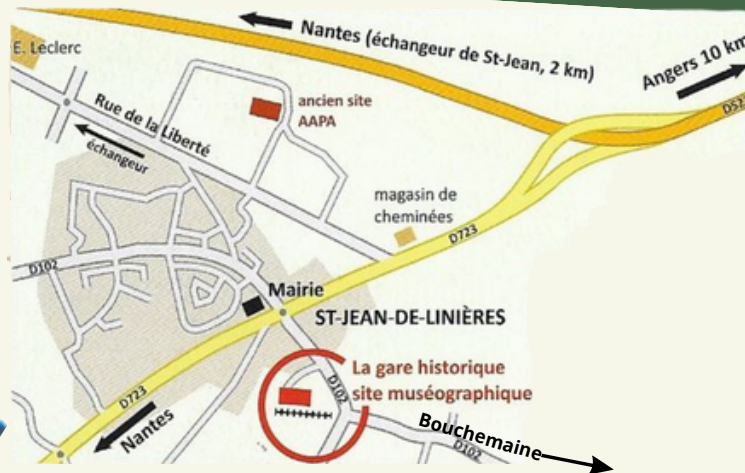 E. Leclerc
Nantes (échangeur de St-Jean, 2 km)
Angers 10 km
Rue de la Liberté
échangeur
ancien site
AAPA
magasin de
cheminées
D723
D102
Mairie
ST-JEAN-DE-LINIÈRES
La gare historique
site muséographique
D102
D723
Nantes
Bouchemaine
D102